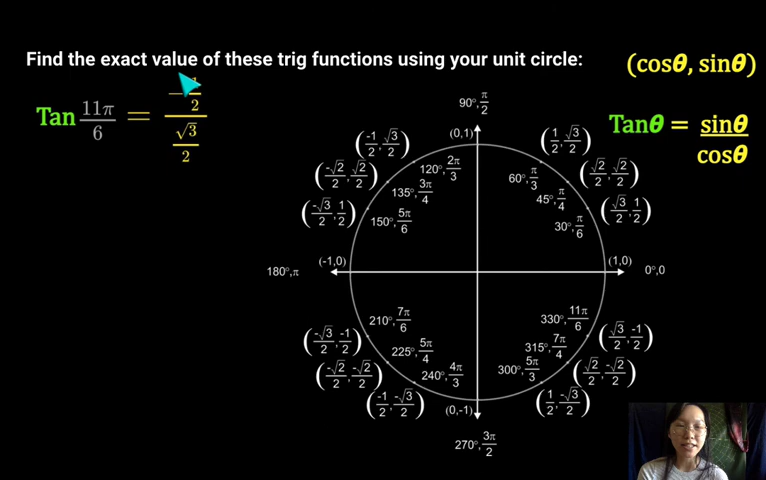 Find the exact value of these trig functions using your unit circle:
(cosθ, sinθ)
Tan 11π/6 = (-1/2)/(√3/2)
Tanθ = sinθ/cosθ
90°, π/2
(0,1)
(-1/2, √3/2)
(1/2, √3/2)
120°, 2π/3
60°, π/3
(-√2/2, √2/2)
(√2/2, √2/2)
135°, 3π/4
45°, π/4
(-√3/2, 1/2)
(√3/2, 1/2)
150°, 5π/6
30°, π/6
180°,π
(-1,0)
(1,0)
0°,0
210°, 7π/6
330°, 11π/6
(-√3/2, -1/2)
(√3/2, -1/2)
225°, 5π/4
315°, 7π/4
(-√2/2, -√2/2)
(√2/2, -√2/2)
240°, 4π/3
300°, 5π/3
(-1/2, -√3/2)
(1/2, -√3/2)
(0,-1)
270°, 3π/2